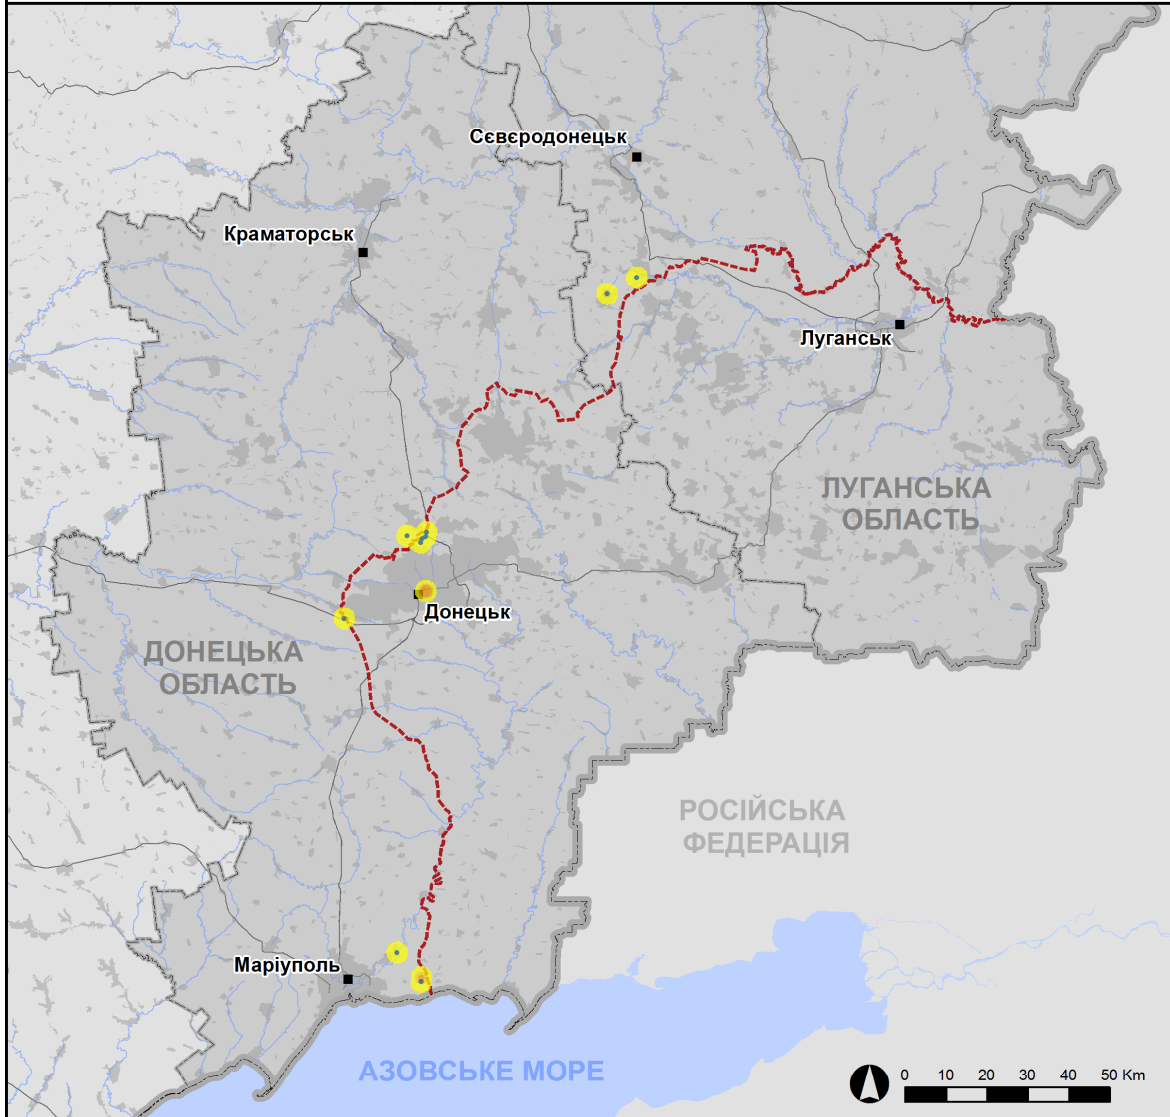 Сєвєродонецьк
Краматорськ
Луганськ
ЛУГАНСЬКА
ОБЛАСТЬ
Донецьк
ДОНЕЦЬКА
ОБЛАСТЬ
РОСІЙСЬКА
ФЕДЕРАЦІЯ
Маріуполь
АЗОВСЬКЕ МОРЕ
0 10 20 30 40 50 Km